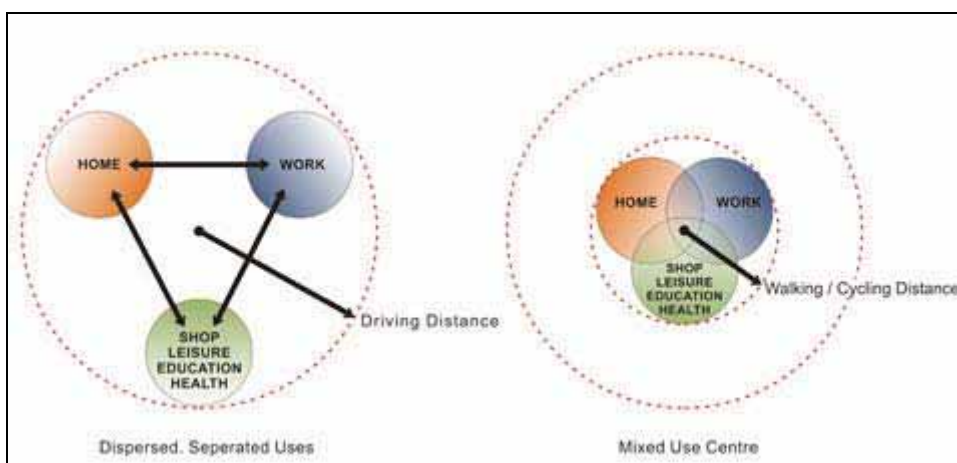 HOME
WORK
SHOP
LEISURE
EDUCATION
HEALTH
Driving Distance
Dispersed. Seperated Uses
HOME
WORK
SHOP
LEISURE
EDUCATION
HEALTH
Walking / Cycling Distance
Mixed Use Centre